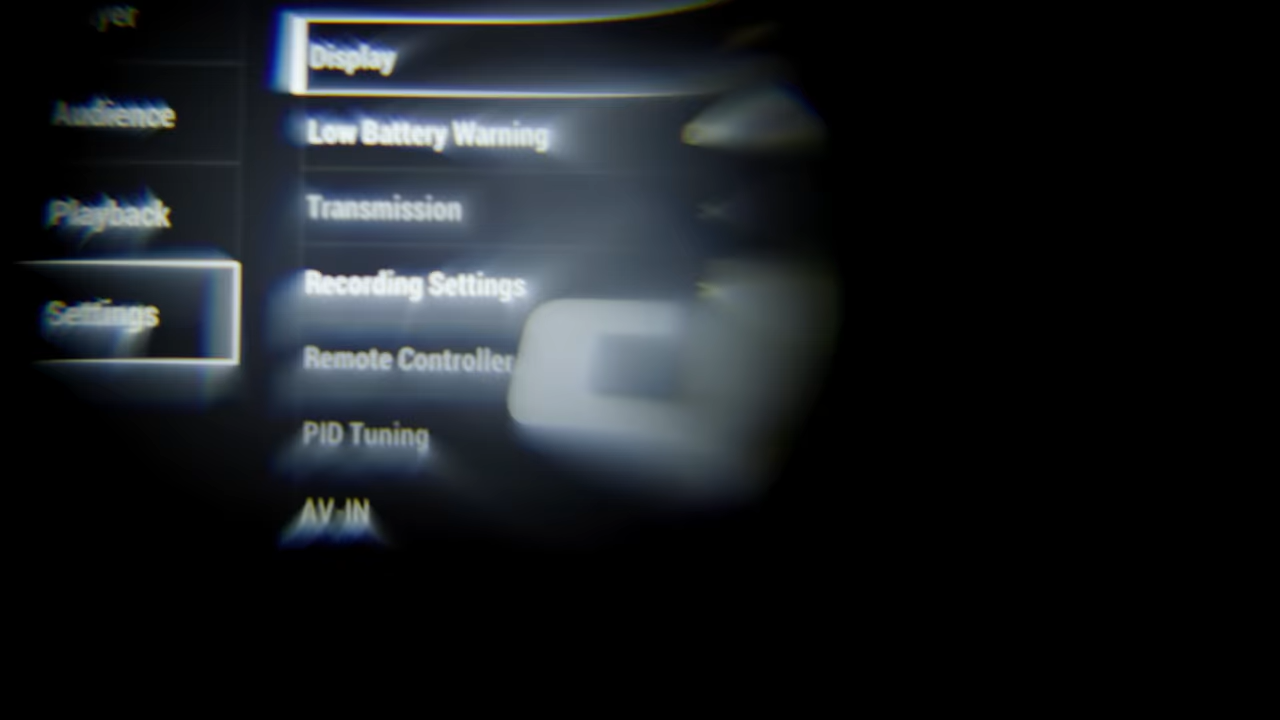 Audience
Playback
Settings
Display
Low Battery Warning
Transmission
Recording Settings
Remote Controller
PID Tuning
AV-IN